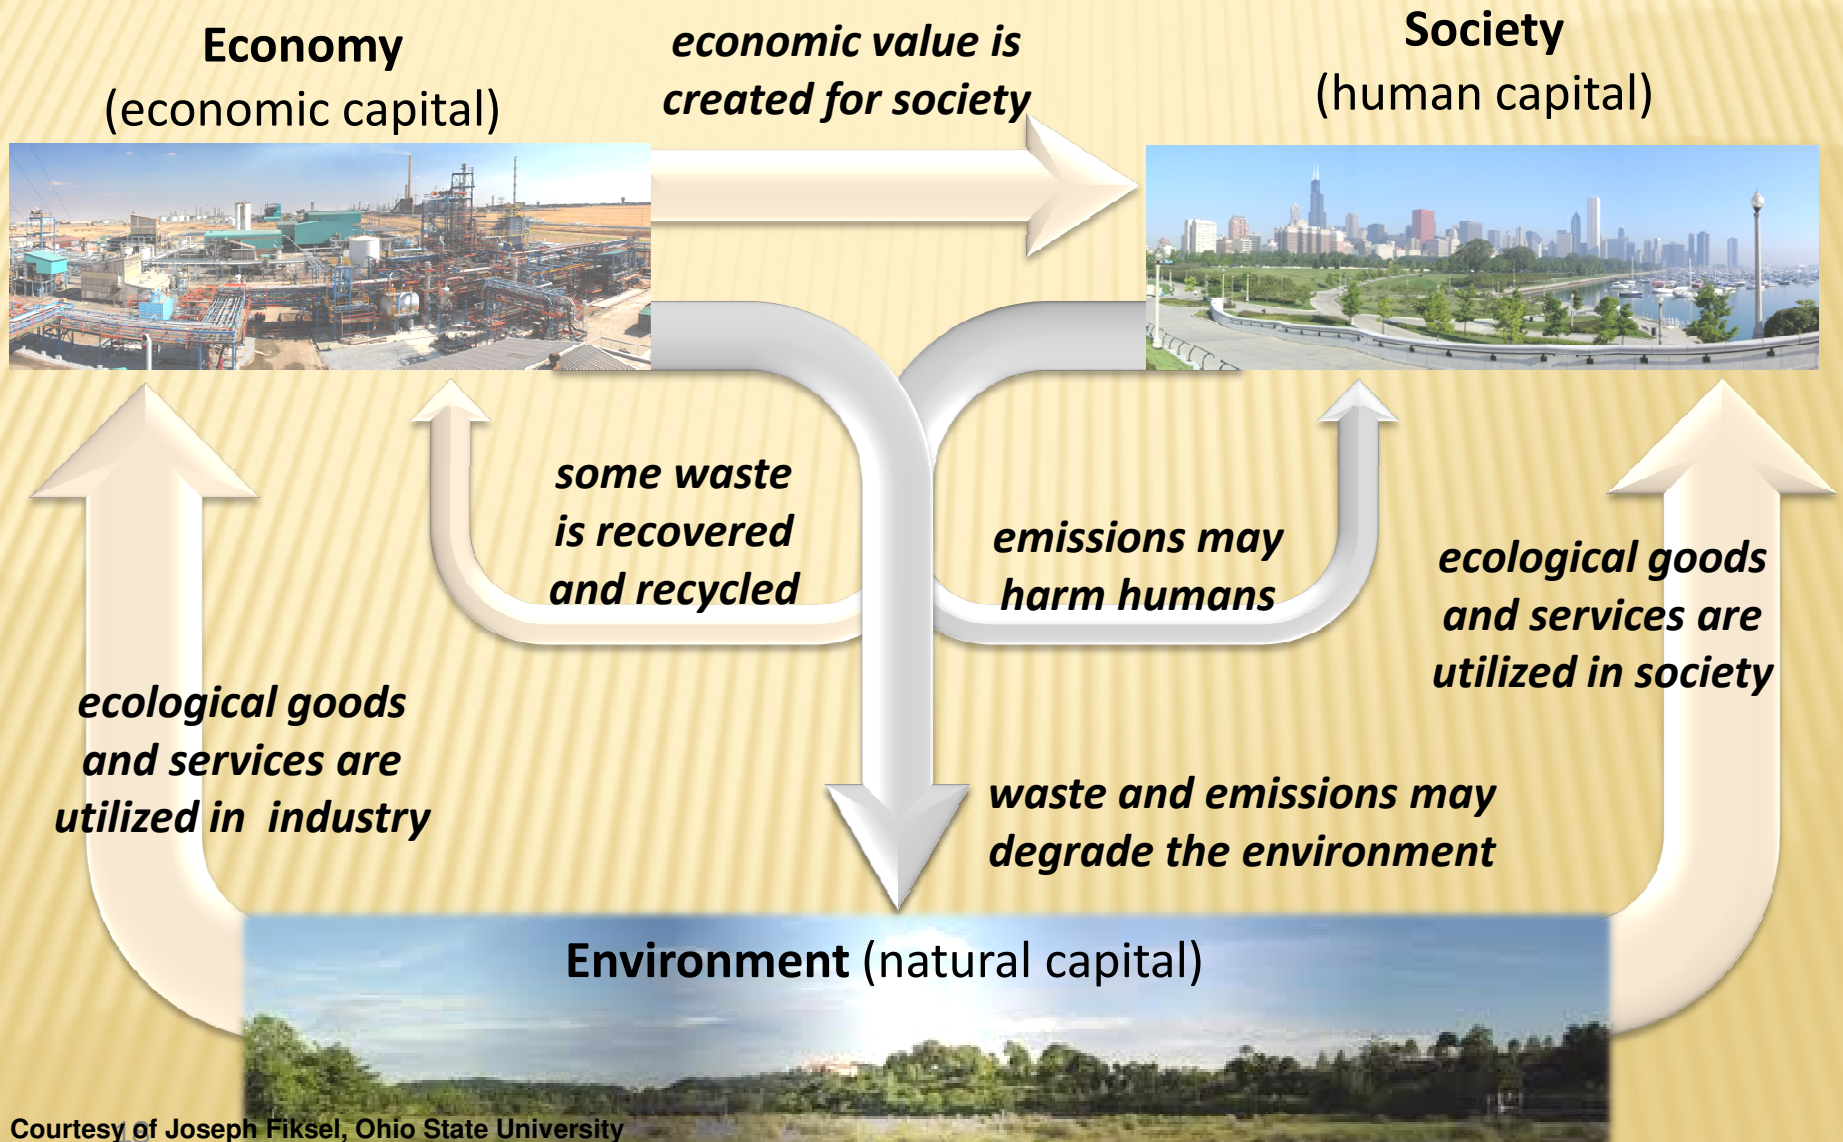 Economy
(economic capital)
economic value is
created for society
Society
(human capital)
some waste
is recovered
and recycled
emissions may
harm humans
ecological goods
and services are
utilized in society
ecological goods
and services are
utilized in industry
waste and emissions may
degrade the environment
Environment (natural capital)
Courtesy of Joseph Fiksel, Ohio State University